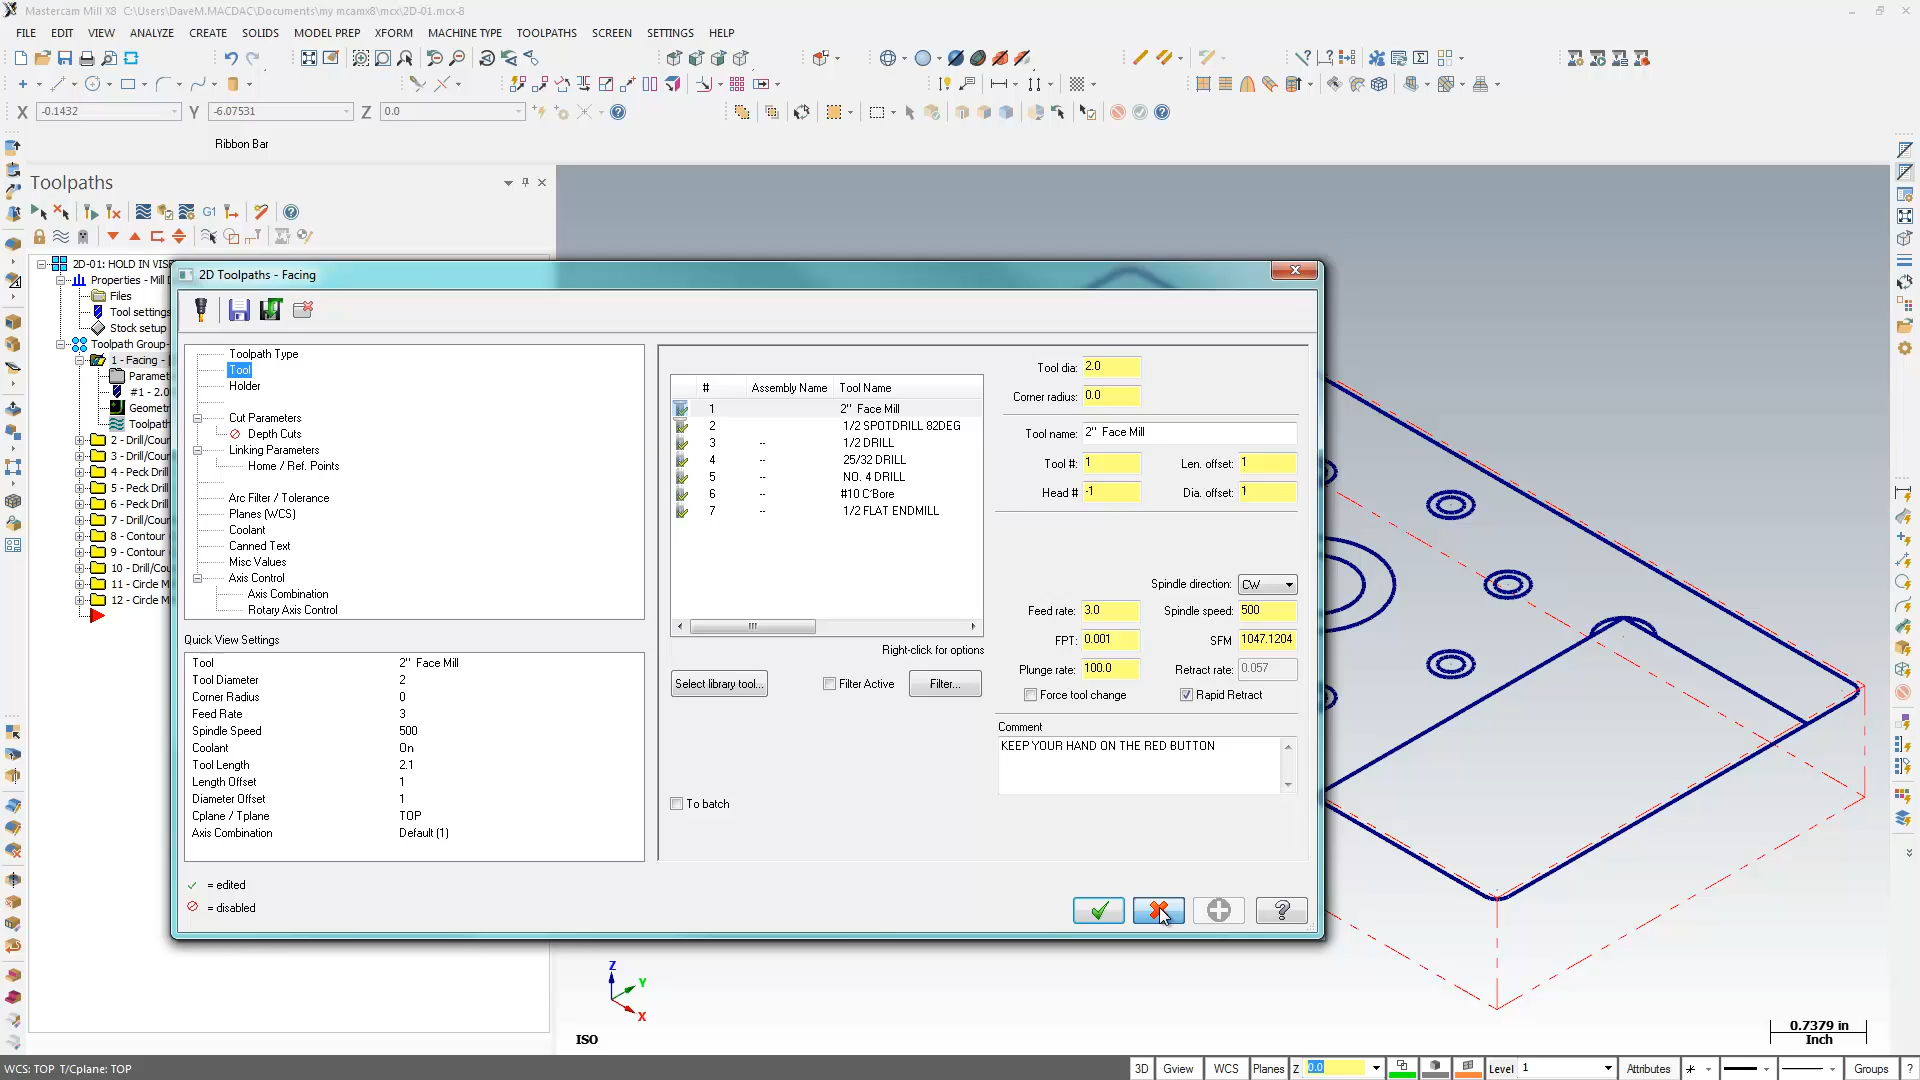 Mastercam Mill X8 C:\Users\DaveM.MACDAC\Documents\my mcamx8\mcx\2D-01.mcx-8
FILE EDIT VIEW ANALYZE CREATE SOLIDS MODEL PREP XFORM MACHINE TYPE TOOLPATHS SCREEN SETTINGS HELP
X -0.1432 Y -6.07531 Z 0.0
Ribbon Bar
Toolpaths
G1
2D-01: HOLD IN VISE
Properties - Mill
Files
Tool settings
Stock setup
Toolpath Group-
1 - Facing -
Paramet
#1 - 2.0
Geomet
Toolpath
2 - Drill/Cour
3 - Drill/Cour
4 - Peck Drill
5 - Peck Drill
6 - Peck Drill
7 - Drill/Cour
8 - Contour
9 - Contour
10 - Drill/Co
11 - Circle M
12 - Circle M
2D Toolpaths - Facing
Toolpath Type
Tool
Holder
Cut Parameters
Depth Cuts
Linking Parameters
Home / Ref. Points
Arc Filter / Tolerance
Planes (WCS)
Coolant
Canned Text
Misc Values
Axis Control
Axis Combination
Rotary Axis Control
Quick View Settings
Tool 2" Face Mill
Tool Diameter 2
Corner Radius 0
Feed Rate 3
Spindle Speed 500
Coolant On
Tool Length 2.1
Length Offset 1
Diameter Offset 1
Cplane / Tplane TOP
Axis Combination Default (1)
= edited
= disabled
# Assembly Name Tool Name
1 2" Face Mill
2 1/2 SPOTDRILL 82DEG
3 -- 1/2 DRILL
4 -- 25/32 DRILL
5 -- NO. 4 DRILL
6 -- #10 C'Bore
7 -- 1/2 FLAT ENDMILL
Right-click for options
Select library tool... Filter Active Filter...
To batch
Tool dia: 2.0
Corner radius: 0.0
Tool name: 2" Face Mill
Tool #: 1 Len. offset: 1
Head # -1 Dia. offset: 1
Spindle direction: CW
Feed rate: 3.0 Spindle speed: 500
FPT: 0.001 SFM 1047.1204
Plunge rate: 100.0 Retract rate: 0.057
Force tool change Rapid Retract
Comment
KEEP YOUR HAND ON THE RED BUTTON
Z
Y
X
ISO
0.7379 in
Inch
WCS: TOP T/Cplane: TOP
3D Gview WCS Planes Z 0.0 Level 1 Attributes Groups ?